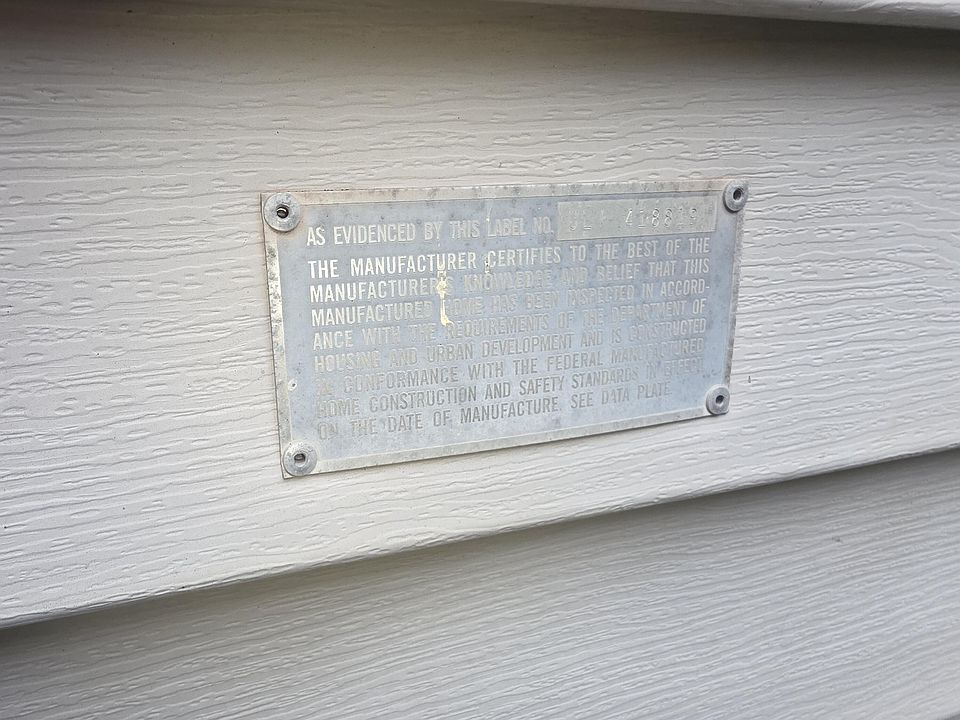 AS EVIDENCED BY THIS LABEL NO.
THE MANUFACTURER CERTIFIES TO THE BEST OF THE
MANUFACTURER'S KNOWLEDGE AND BELIEF THAT THIS
MANUFACTURED HOME HAS BEEN INSPECTED IN ACCORD-
ANCE WITH THE REQUIREMENTS OF THE DEPARTMENT OF
HOUSING AND URBAN DEVELOPMENT AND IS CONSTRUCTED
IN CONFORMANCE WITH THE FEDERAL MANUFACTURED
HOME CONSTRUCTION AND SAFETY STANDARDS IN EFFECT
ON THE DATE OF MANUFACTURE. SEE DATA PLATE